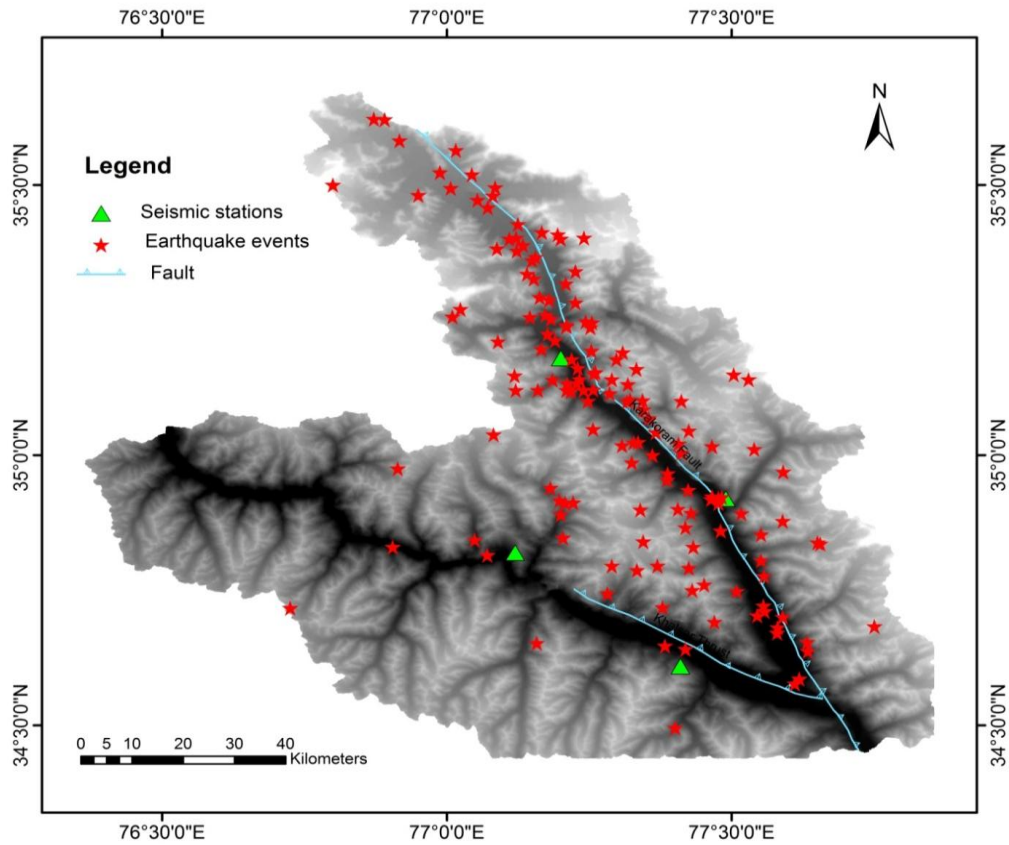 76°30'0"E 77°0'0"E 77°30'0"E
N
35°30'0"N 35°30'0"N
Legend
Seismic stations
Earthquake events
Fault
Karakoram Fault
35°0'0"N 35°0'0"N
34°30'0"N 34°30'0"N
0 5 10 20 30 40 Kilometers
76°30'0"E 77°0'0"E 77°30'0"E